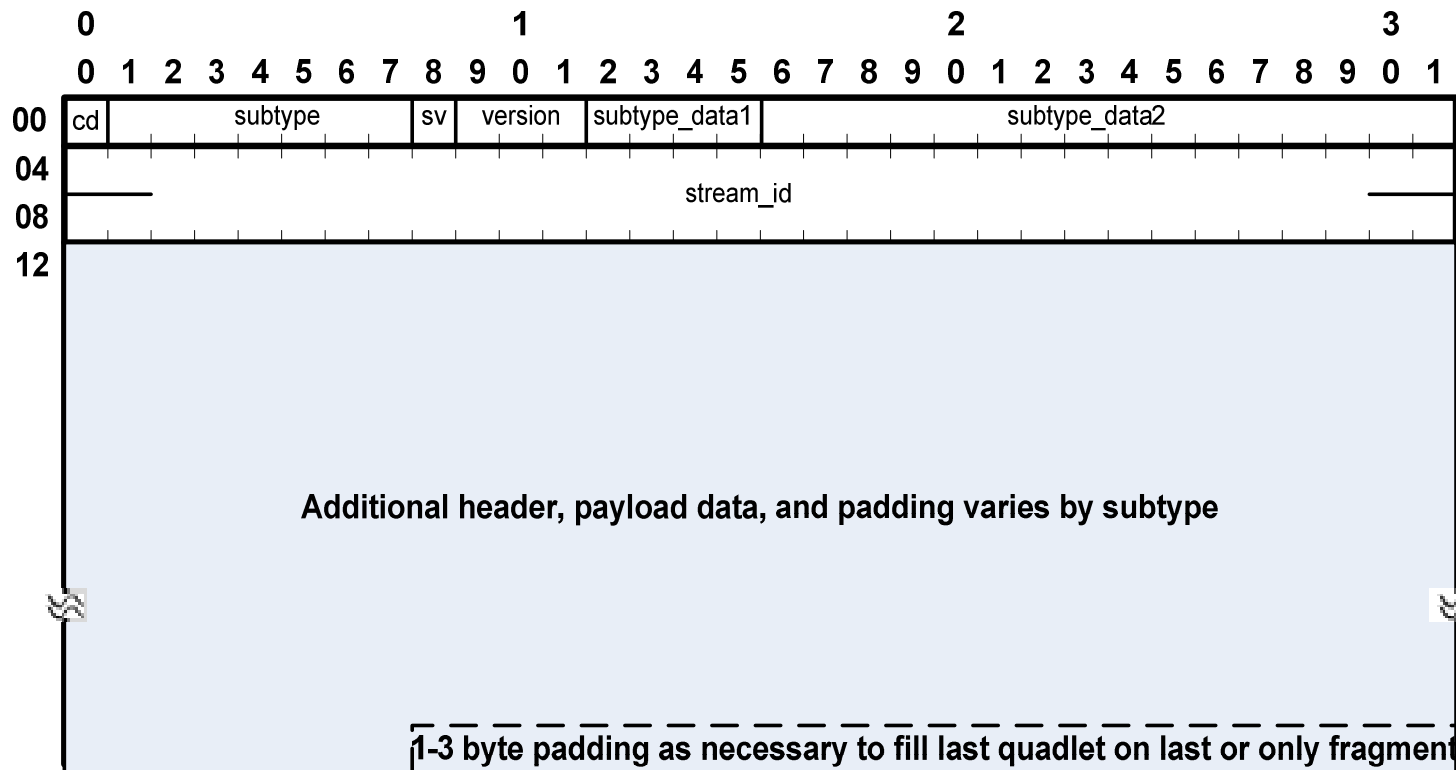 0 1 2 3
0 1 2 3 4 5 6 7 8 9 0 1 2 3 4 5 6 7 8 9 0 1 2 3 4 5 6 7 8 9 0 1
00 cd subtype sv version subtype_data1 subtype_data2
04
stream_id
08
12
Additional header, payload data, and padding varies by subtype
1-3 byte padding as necessary to fill last quadlet on last or only fragment